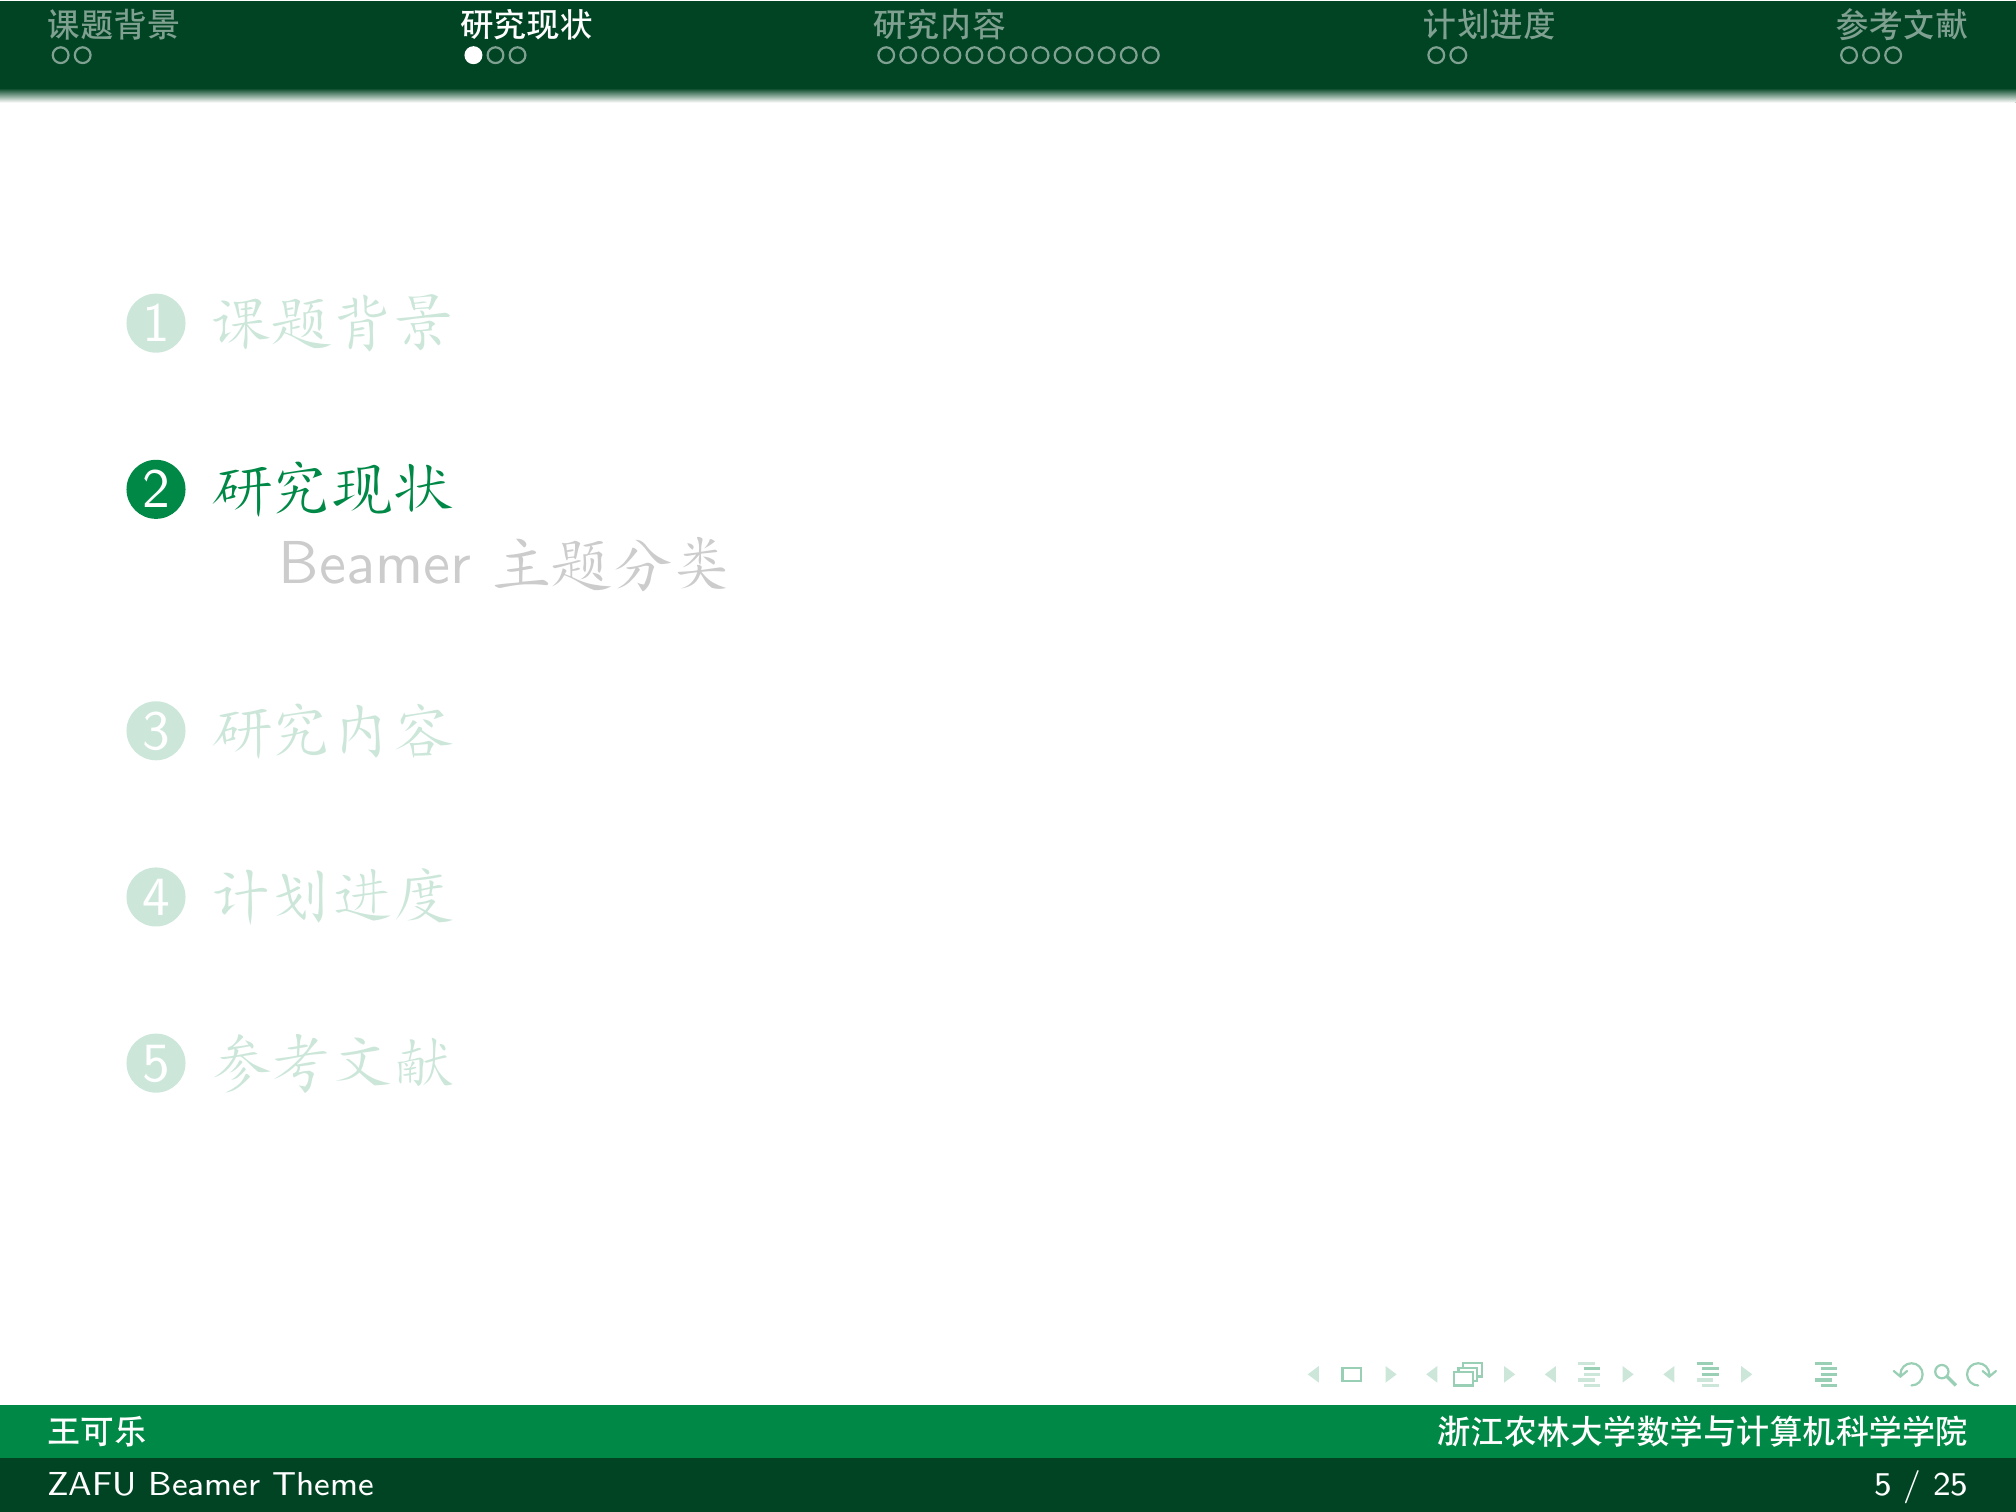 课题背景 研究现状 研究内容 计划进度 参考文献
1 课题背景
2 研究现状
Beamer 主题分类
3 研究内容
4 计划进度
5 参考文献
王可乐 浙江农林大学数学与计算机科学学院
ZAFU Beamer Theme 5 / 25